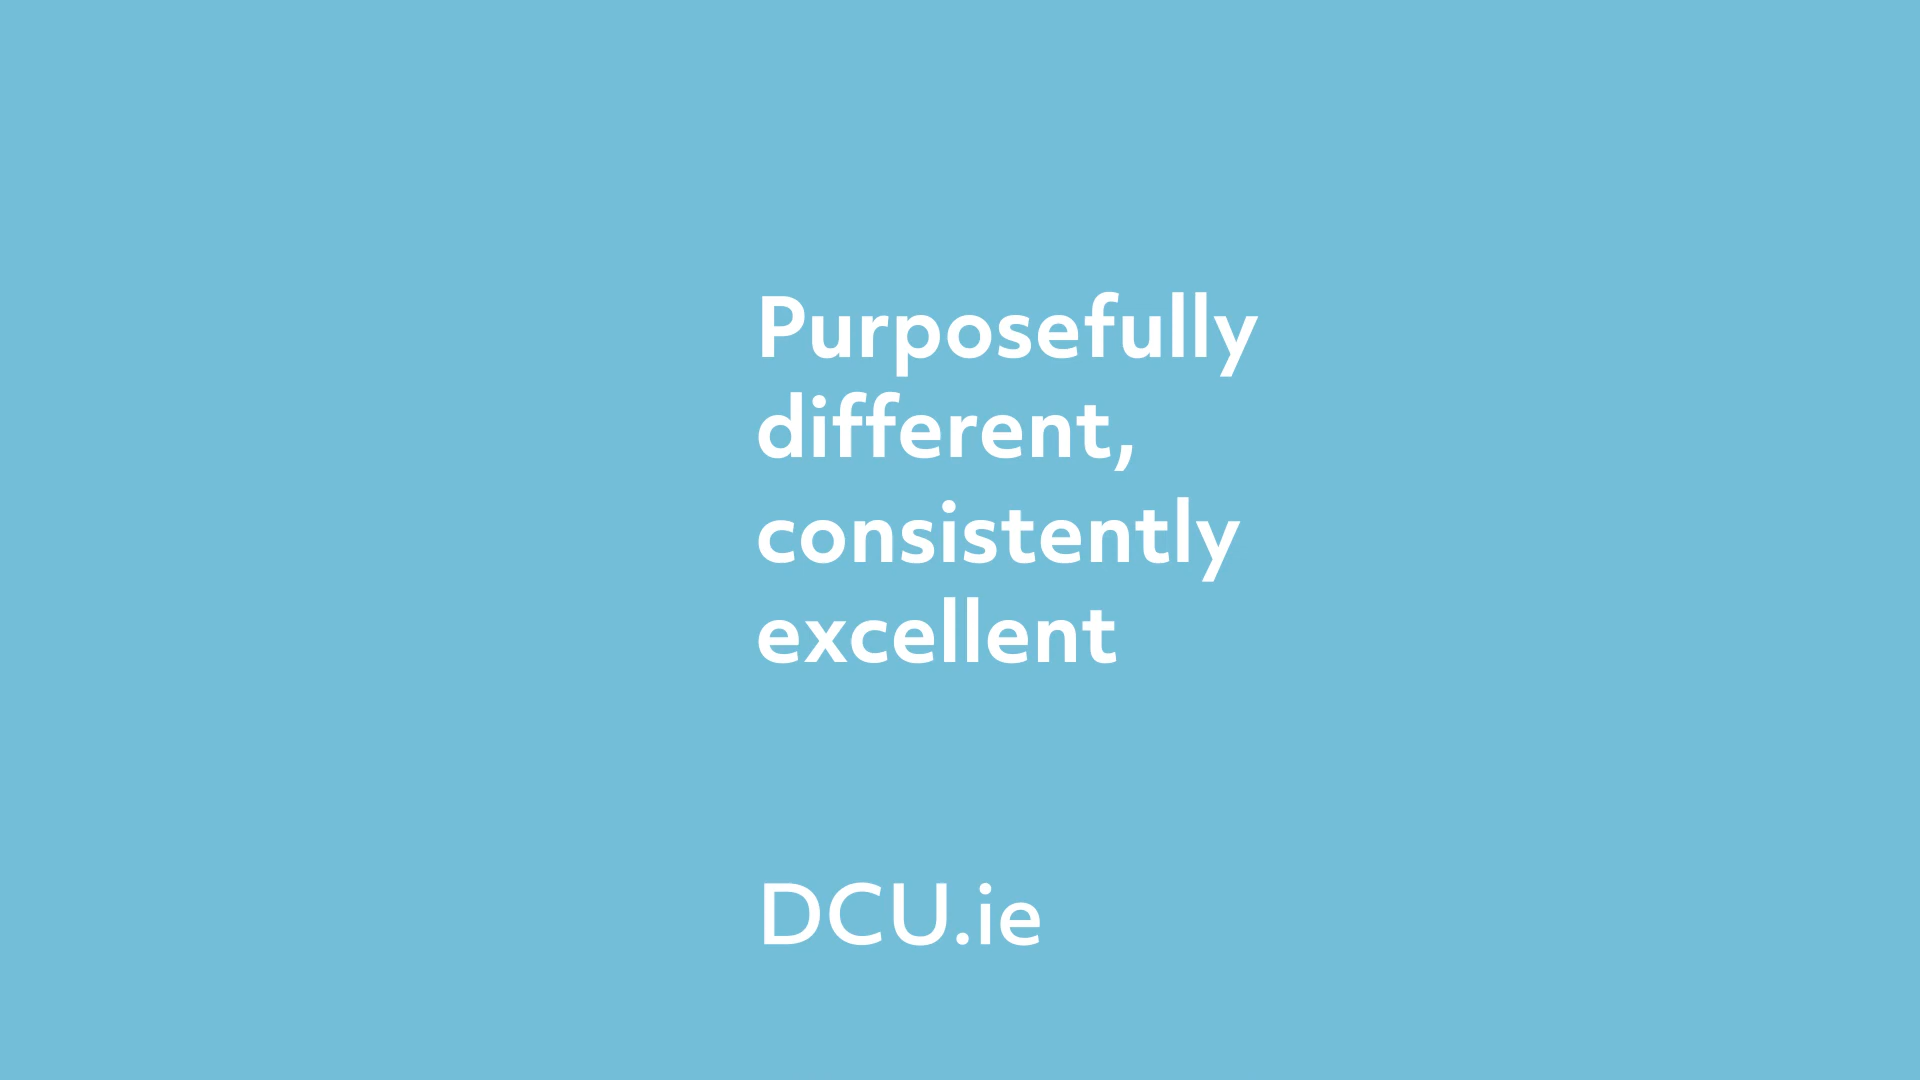 Purposefully
different,
consistently
excellent
DCU.ie